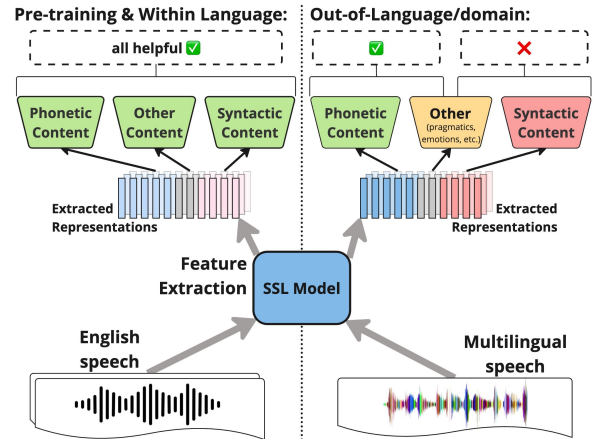 Pre-training & Within Language:
Out-of-Language/domain:
all helpful ✅
✅
❌
Phonetic
Content
Other
Content
Syntactic
Content
Phonetic
Content
Other
(pragmatics,
emotions, etc.)
Syntactic
Content
Extracted
Representations
Extracted
Representations
Feature
Extraction
SSL Model
English
speech
Multilingual
speech